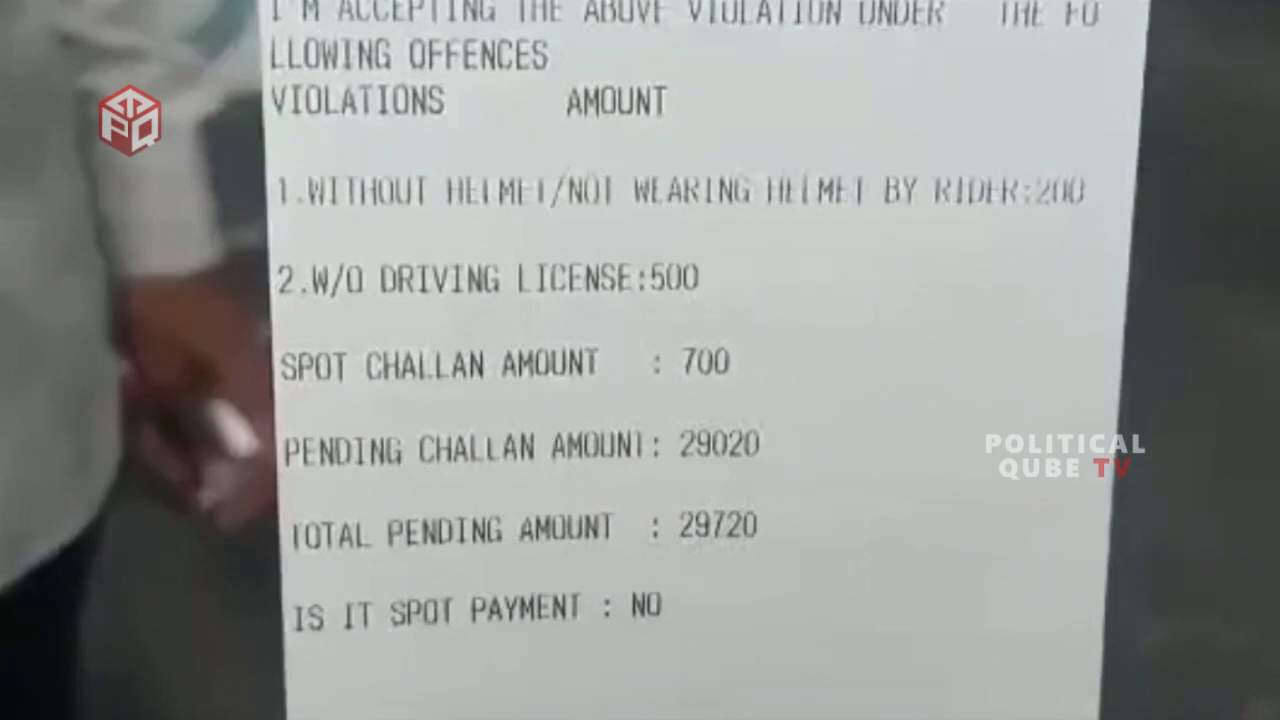 I'M ACCEPTING THE ABOVE VIOLATION UNDER THE FO
LLOWING OFFENCES
VIOLATIONS AMOUNT
1.WITHOUT HELMET/NOT WEARING HELMET BY RIDER:200
2.W/O DRIVING LICENSE:500
SPOT CHALLAN AMOUNT : 700
PENDING CHALLAN AMOUNT: 29020
TOTAL PENDING AMOUNT : 29720
IS IT SPOT PAYMENT : NO
POLITICAL
QUBE TV